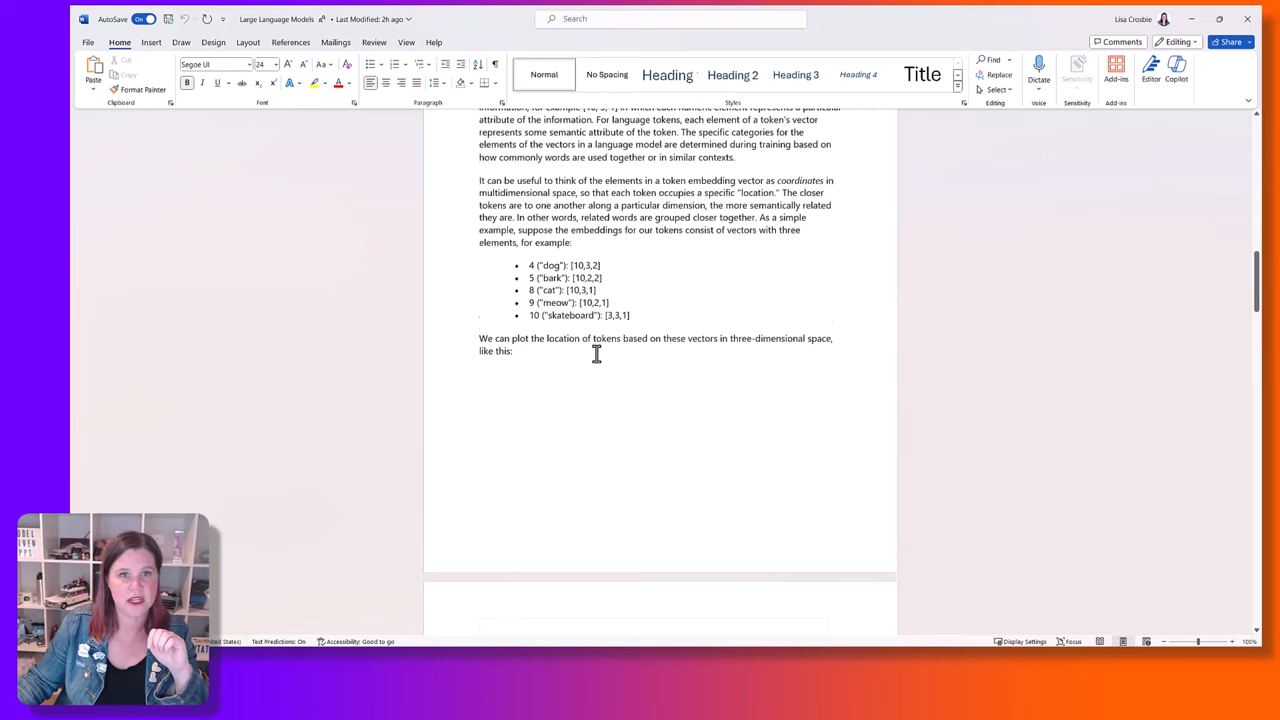 AutoSave On Large Language Models Last Modified: 2h ago Search Lisa Crosbie
File Home Insert Draw Design Layout References Mailings Review View Help Comments Editing Share
Paste Cut Copy Format Painter Segoe UI 24 Normal No Spacing Heading Heading 2 Heading 3 Heading 4 Title Find Replace Select Dictate Sensitivity Add-ins Editor Copilot
Clipboard Font Paragraph Styles Editing Voice Sensitivity Add-ins
attribute of the information. For language tokens, each element of a token's vector
represents some semantic attribute of the token. The specific categories for the
elements of the vectors in a language model are determined during training based on
how commonly words are used together or in similar contexts.
It can be useful to think of the elements in a token embedding vector as coordinates in
multidimensional space, so that each token occupies a specific "location." The closer
tokens are to one another along a particular dimension, the more semantically related
they are. In other words, related words are grouped closer together. As a simple
example, suppose the embeddings for our tokens consist of vectors with three
elements, for example:
• 4 ("dog"): [10,3,2]
• 5 ("bark"): [10,2,2]
• 8 ("cat"): [10,3,1]
• 9 ("meow"): [10,2,1]
• 10 ("skateboard"): [3,3,1]
We can plot the location of tokens based on these vectors in three-dimensional space,
like this:
States) Text Predictions: On Accessibility: Good to go Display Settings Focus 100%